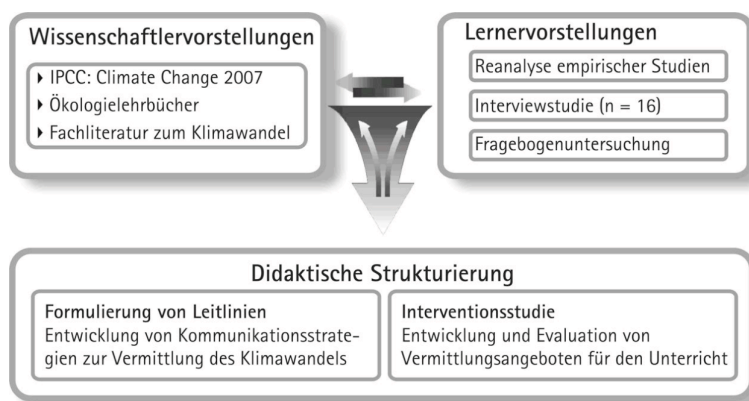 Wissenschaftlervorstellungen
▸ IPCC: Climate Change 2007
▸ Ökologielehrbücher
▸ Fachliteratur zum Klimawandel
Lernervorstellungen
Reanalyse empirischer Studien
Interviewstudie (n = 16)
Fragebogenuntersuchung
Didaktische Strukturierung
Formulierung von Leitlinien
Entwicklung von Kommunikationsstrate-
gien zur Vermittlung des Klimawandels
Interventionsstudie
Entwicklung und Evaluation von
Vermittlungsangeboten für den Unterricht